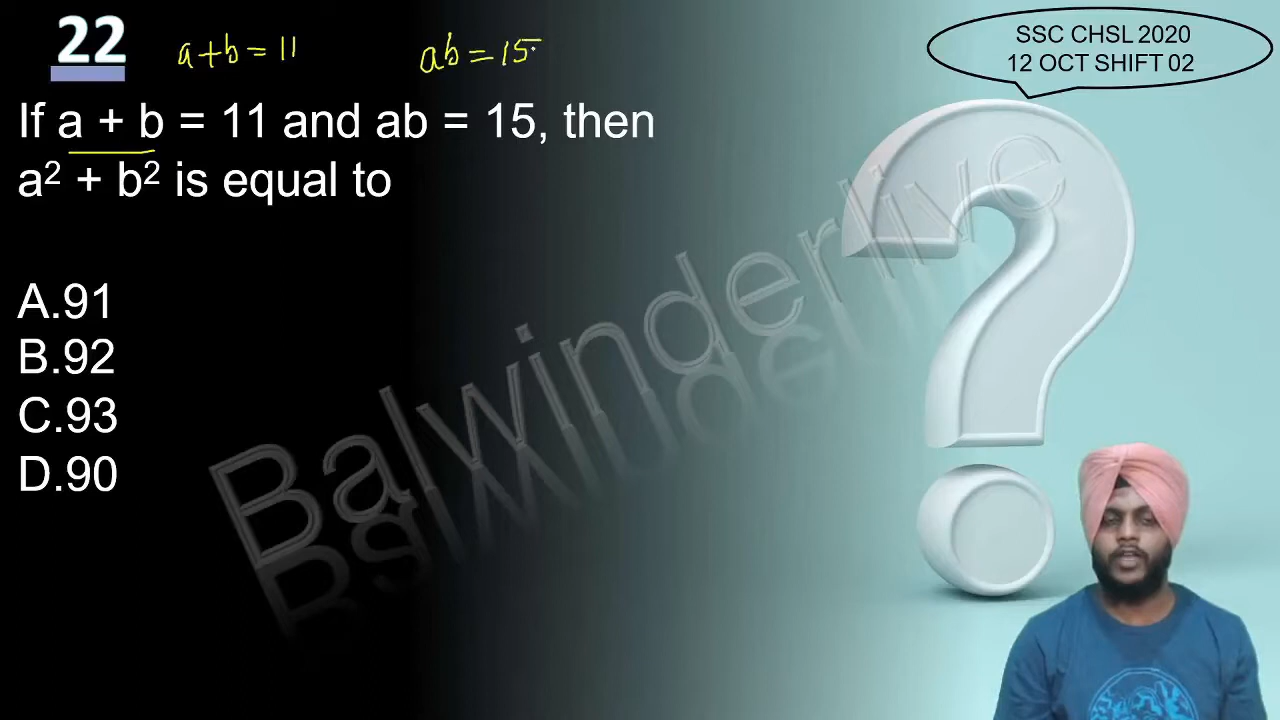 22
a+b = 11
ab = 15
SSC CHSL 2020
12 OCT SHIFT 02
If a + b = 11 and ab = 15, then
a² + b² is equal to
A.91
B.92
C.93
D.90
Balwinderlive